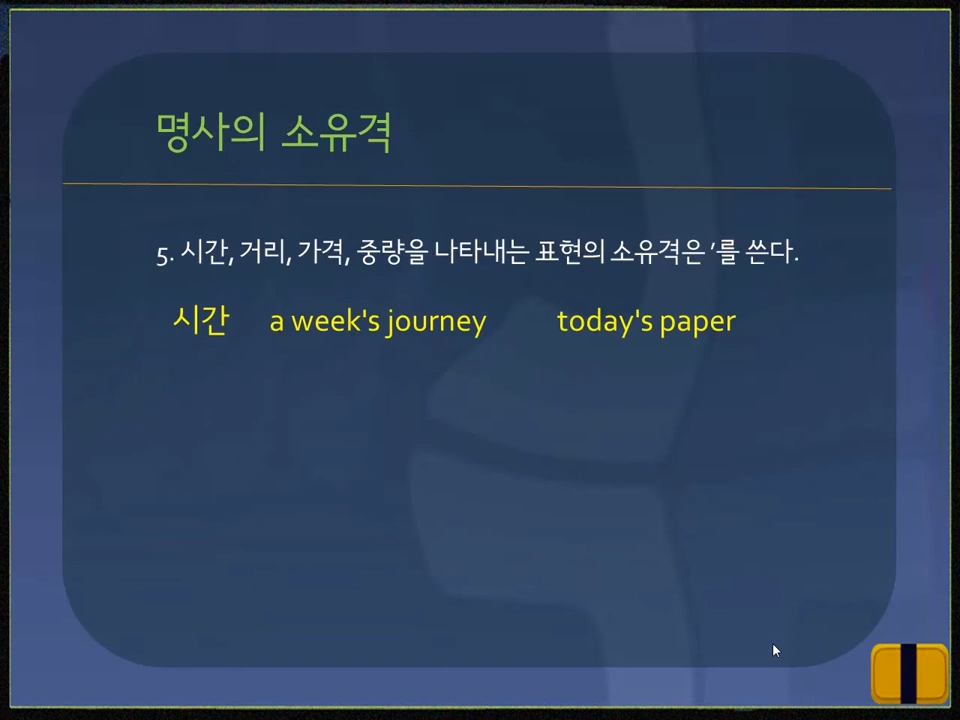 명사의 소유격
5. 시간, 거리, 가격, 중량을 나타내는 표현의 소유격은 ’를 쓴다.
시간 a week's journey today's paper